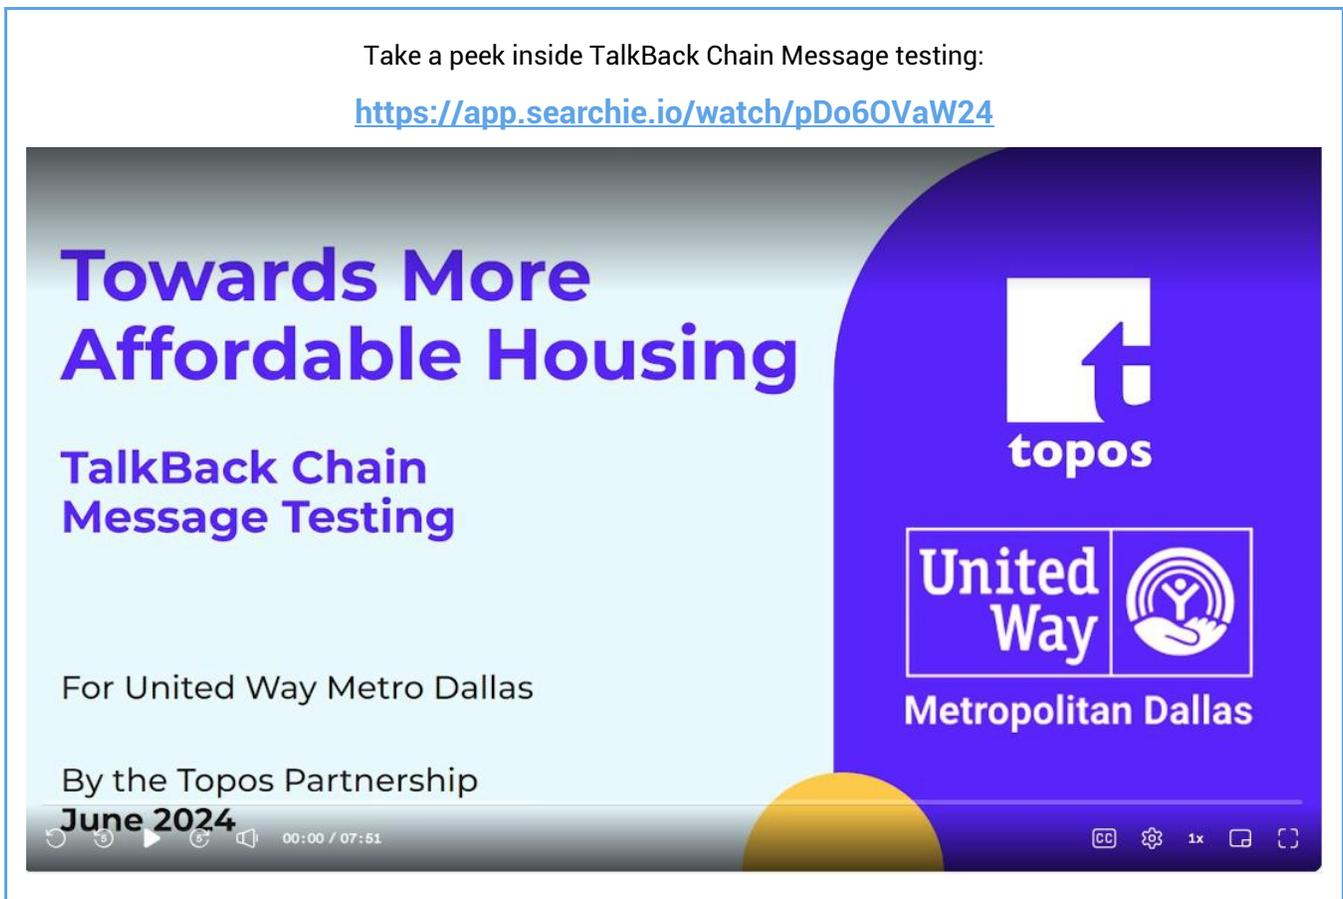 Take a peek inside TalkBack Chain Message testing:
https://app.searchie.io/watch/pDo6OVaW24
Towards More
Affordable Housing
TalkBack Chain
Message Testing
For United Way Metro Dallas
By the Topos Partnership
June 2024
t
topos
United
Way
Metropolitan Dallas
5
5
00:00 / 07:51
CC
1x